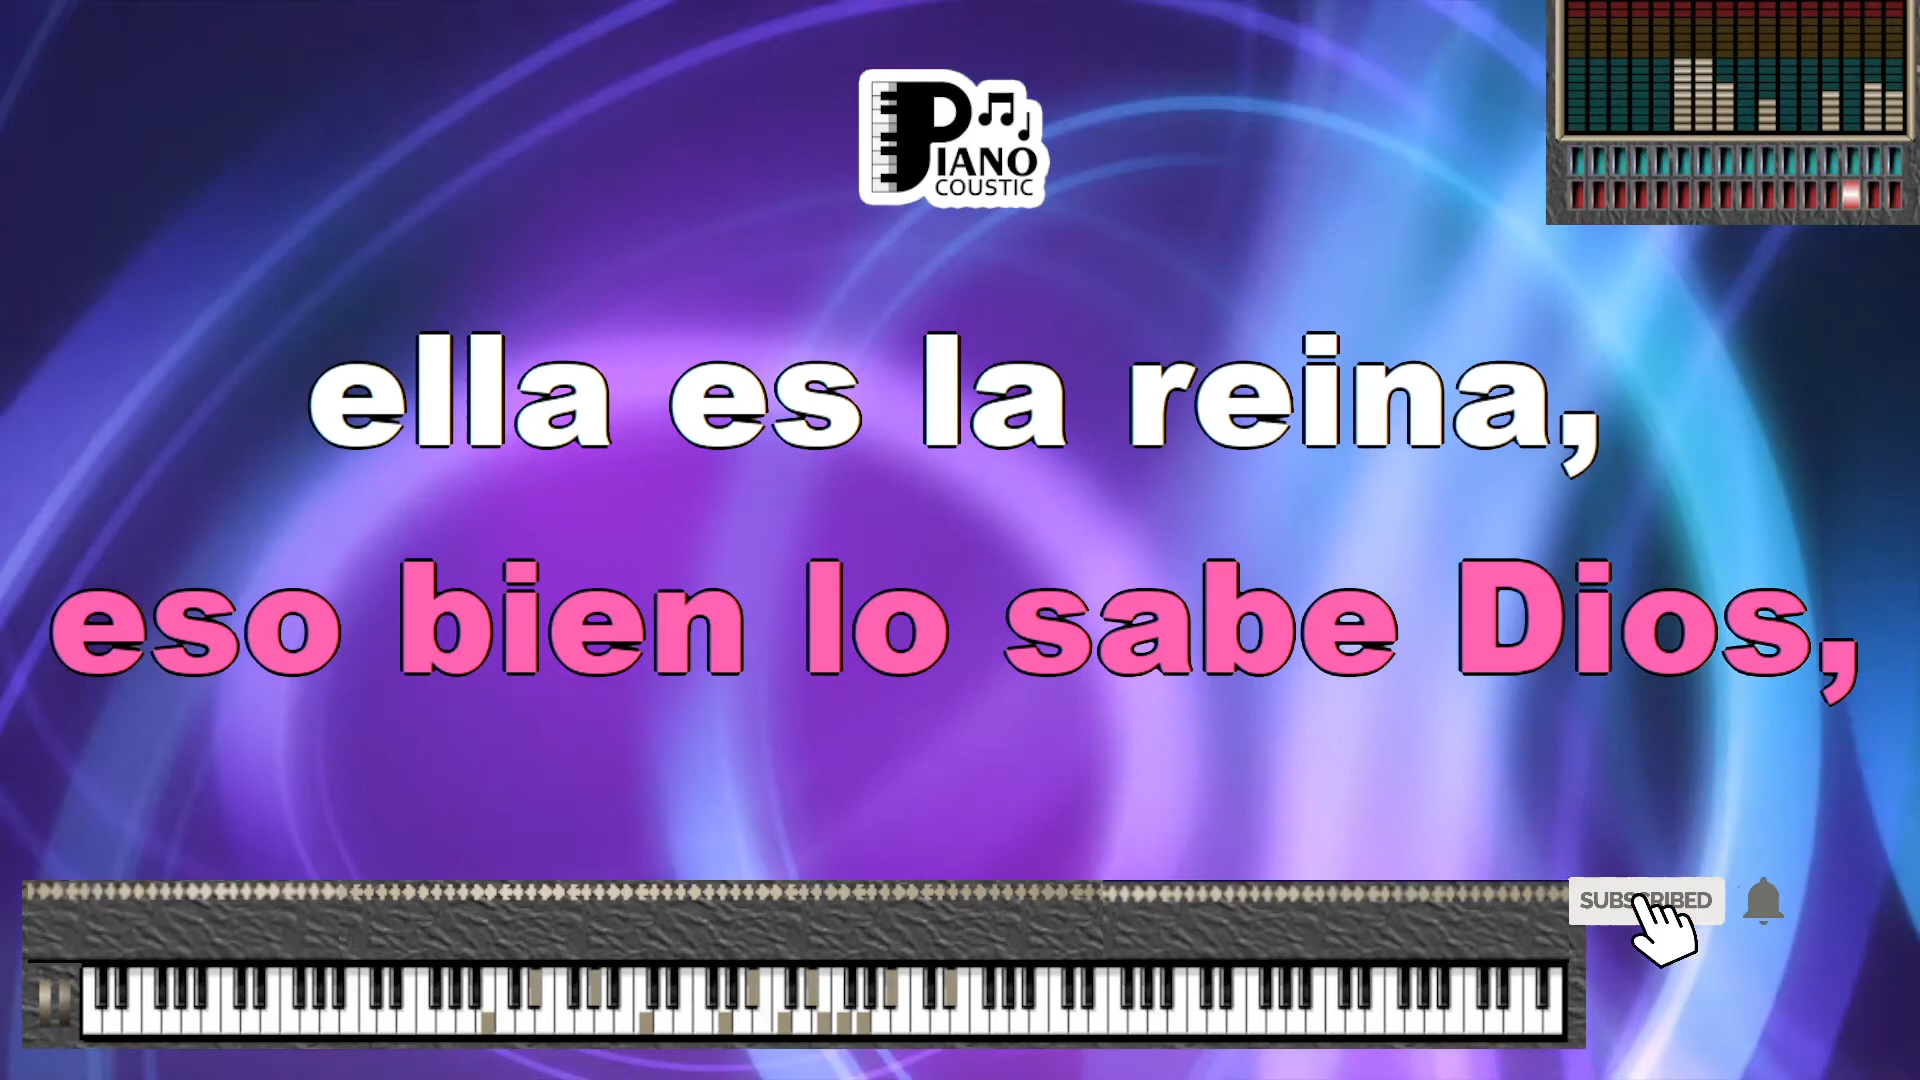 PIANO
COUSTIC
ella es la reina,
eso bien lo sabe Dios,
SUBSCRIBED